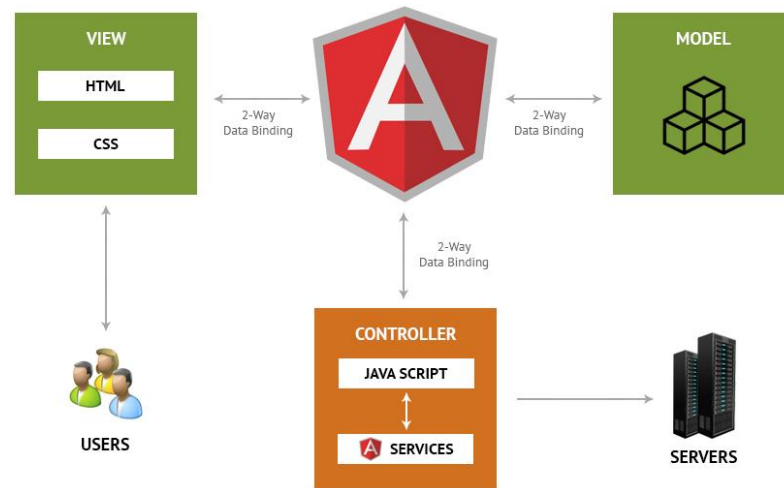 VIEW
HTML
CSS
2-Way
Data Binding
A
2-Way
Data Binding
MODEL
2-Way
Data Binding
USERS
CONTROLLER
JAVA SCRIPT
SERVICES
SERVERS